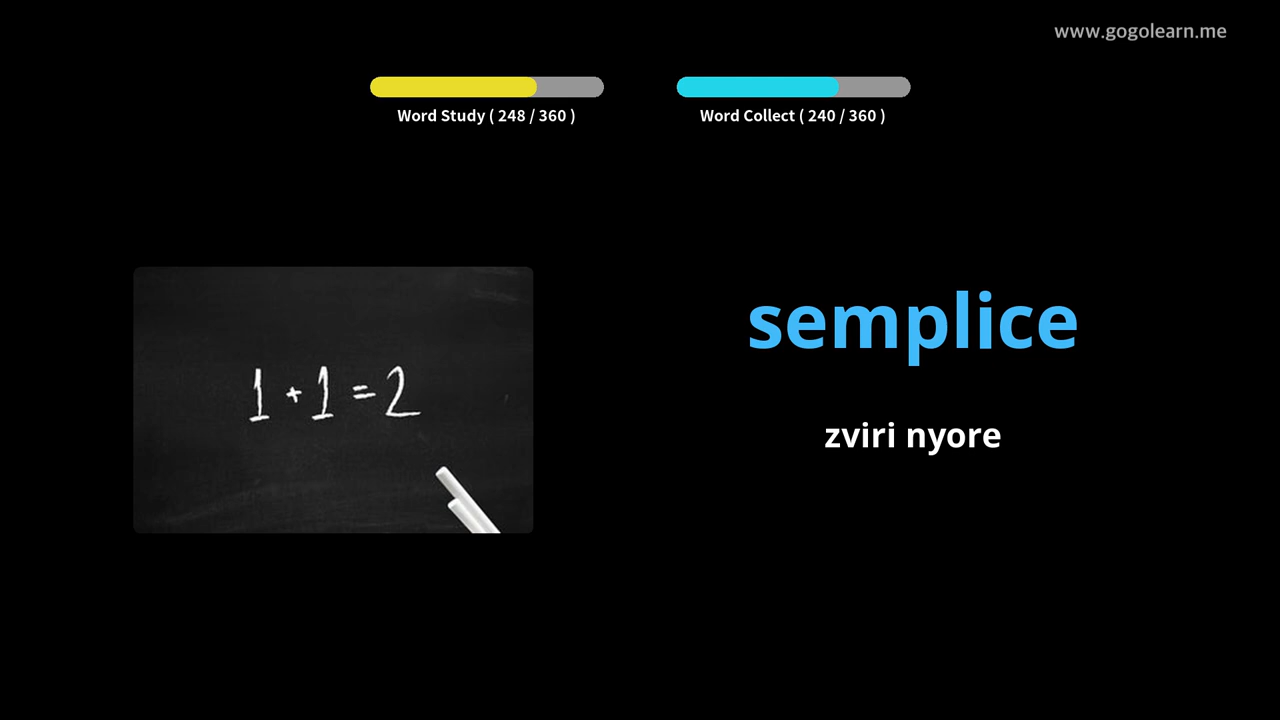 www.gogolearn.me
Word Study ( 248 / 360 )
Word Collect ( 240 / 360 )
1 + 1 = 2
semplice
zviri nyore